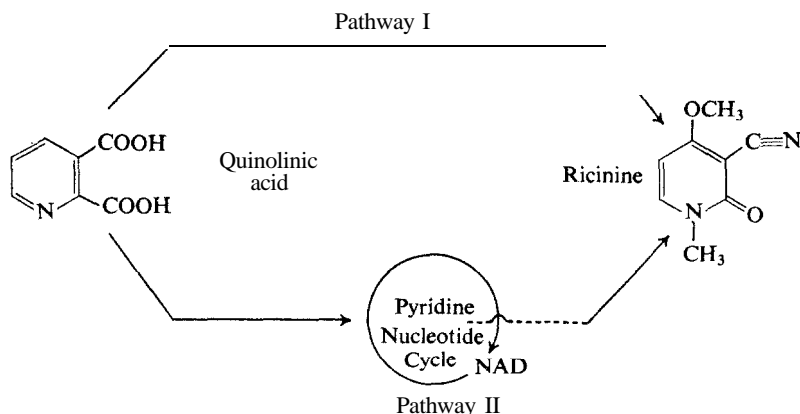 Pathway I
COOH
COOH
N
Quinolinic
acid
OCH₃
C≡N
Ricinine
N
O
CH₃
Pyridine
Nucleotide
Cycle
NAD
Pathway II